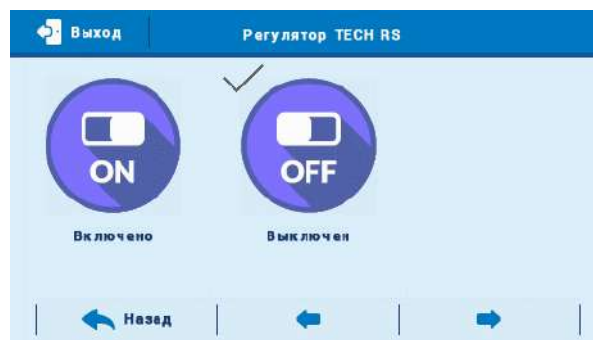 Выход
Регулятор TECH RS
ON
OFF
Включено
Выключен
Назад